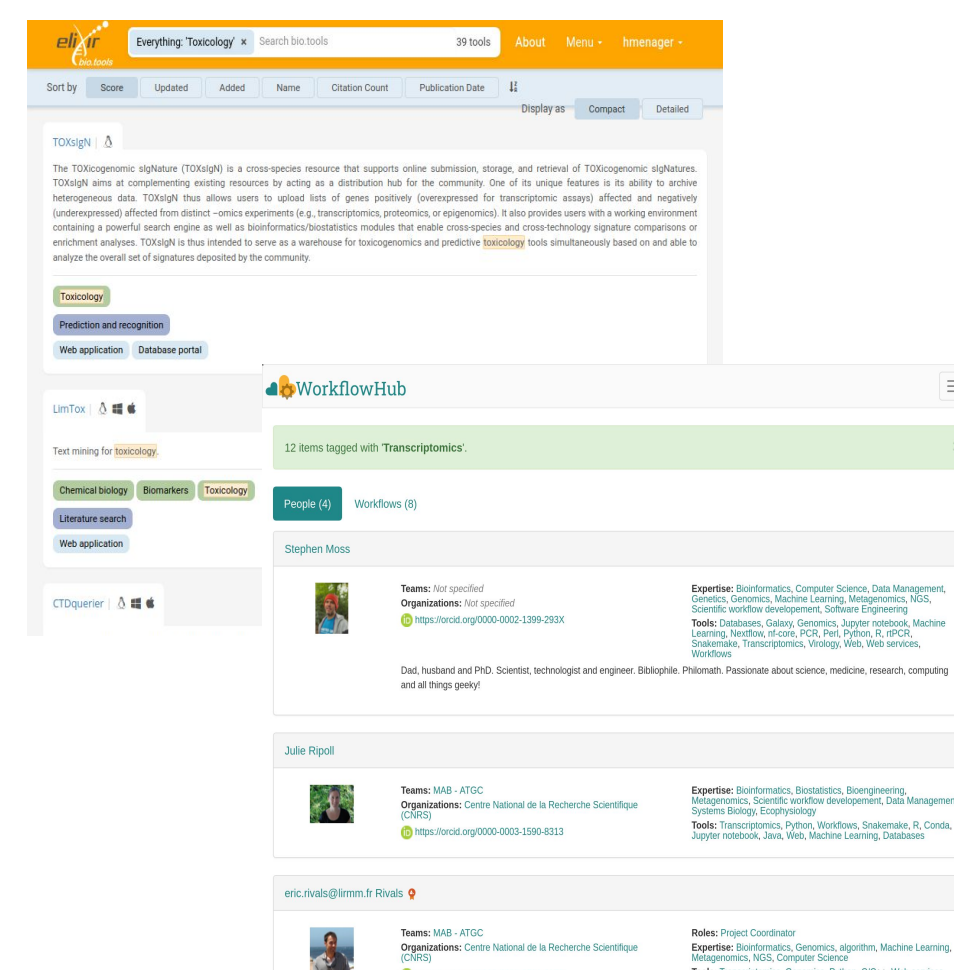 elixir
bio.tools
Everything: 'Toxicology' × Search bio.tools 39 tools About Menu hmenager
Sort by Score Updated Added Name Citation Count Publication Date
Display as Compact Detailed
TOXsIgN
The TOXicogenomic sIgNature (TOXsIgN) is a cross-species resource that supports online submission, storage, and retrieval of TOXicogenomic sIgNatures.
TOXsIgN aims at complementing existing resources by acting as a distribution hub for the community. One of its unique features is its ability to archive
heterogeneous data. TOXsIgN thus allows users to upload lists of genes positively (overexpressed for transcriptomic assays) affected and negatively
(underexpressed) affected from distinct –omics experiments (e.g., transcriptomics, proteomics, or epigenomics). It also provides users with a working environment
containing a powerful search engine as well as bioinformatics/biostatistics modules that enable cross-species and cross-technology signature comparisons or
enrichment analyses. TOXsIgN is thus intended to serve as a warehouse for toxicogenomics and predictive toxicology tools simultaneously based on and able to
analyze the overall set of signatures deposited by the community.
Toxicology
Prediction and recognition
Web application Database portal
LimTox
Text mining for toxicology.
Chemical biology Biomarkers Toxicology
Literature search
Web application
CTDquerier
WorkflowHub
12 items tagged with 'Transcriptomics'.
People (4) Workflows (8)
Stephen Moss
Teams: Not specified
Organizations: Not specified
iD https://orcid.org/0000-0002-1399-293X
Expertise: Bioinformatics, Computer Science, Data Management,
Genetics, Genomics, Machine Learning, Metagenomics, NGS,
Scientific workflow developement, Software Engineering
Tools: Databases, Galaxy, Genomics, Jupyter notebook, Machine
Learning, Nextflow, nf-core, PCR, Perl, Python, R, rtPCR,
Snakemake, Transcriptomics, Virology, Web, Web services,
Workflows
Dad, husband and PhD. Scientist, technologist and engineer. Bibliophile. Philomath. Passionate about science, medicine, research, computing
and all things geeky!
Julie Ripoll
Teams: MAB - ATGC
Organizations: Centre National de la Recherche Scientifique
(CNRS)
iD https://orcid.org/0000-0003-1590-8313
Expertise: Bioinformatics, Biostatistics, Bioengineering,
Metagenomics, Scientific workflow developement, Data Managemen
Systems Biology, Ecophysiology
Tools: Transcriptomics, Python, Workflows, Snakemake, R, Conda,
Jupyter notebook, Java, Web, Machine Learning, Databases
eric.rivals@lirmm.fr Rivals
Teams: MAB - ATGC
Organizations: Centre National de la Recherche Scientifique
(CNRS)
Roles: Project Coordinator
Expertise: Bioinformatics, Genomics, algorithm, Machine Learning,
Metagenomics, NGS, Computer Science